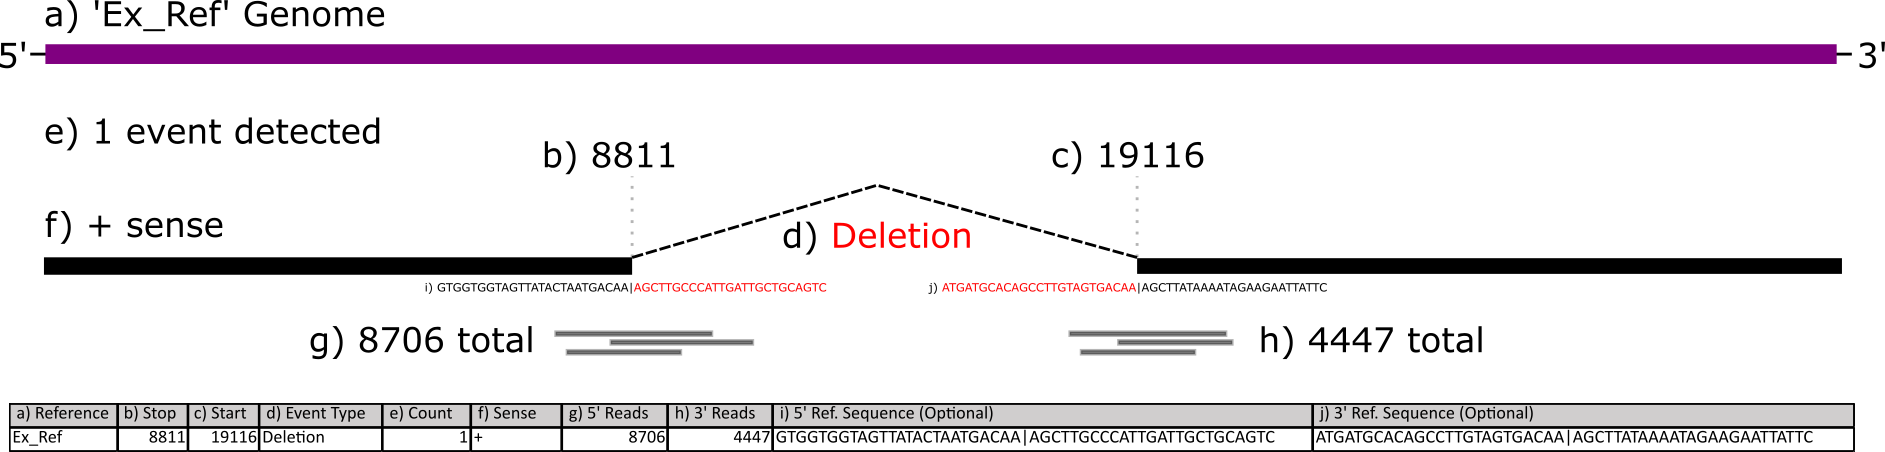 a) 'Ex_Ref' Genome
5' 3'
e) 1 event detected
b) 8811 c) 19116
f) + sense
d) Deletion
i) GTGGTGGTAGTTATACTAATGACAA|AGCTTGCCCATTGATTGCTGCAGTC j) ATGATGCACAGCCTTGTAGTGACAA|AGCTTATAAAATAGAAGAATTATTC
g) 8706 total h) 4447 total
a) Reference b) Stop c) Start d) Event Type e) Count f) Sense g) 5' Reads h) 3' Reads i) 5' Ref. Sequence (Optional) j) 3' Ref. Sequence (Optional)
Ex_Ref 8811 19116 Deletion 1 + 8706 4447 GTGGTGGTAGTTATACTAATGACAA|AGCTTGCCCATTGATTGCTGCAGTC ATGATGCACAGCCTTGTAGTGACAA|AGCTTATAAAATAGAAGAATTATTC